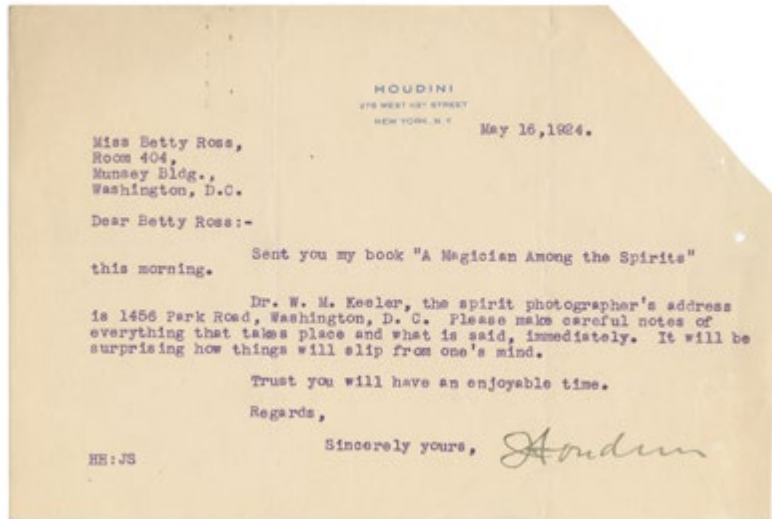 HOUDINI
278 WEST 113TH STREET
NEW YORK, N. Y.
May 16,1924.
Miss Betty Ross,
Room 404,
Munsey Bldg.,
Washington, D.C.
Dear Betty Ross:-
Sent you my book "A Magician Among the Spirits"
this morning.
Dr. W. M. Keeler, the spirit photographer's address
is 1456 Park Road, Washington, D. C. Please make careful notes of
everything that takes place and what is said, immediately. It will be
surprising how things will slip from one's mind.
Trust you will have an enjoyable time.
Regards,
Sincerely yours,
Houdini
HH:JS